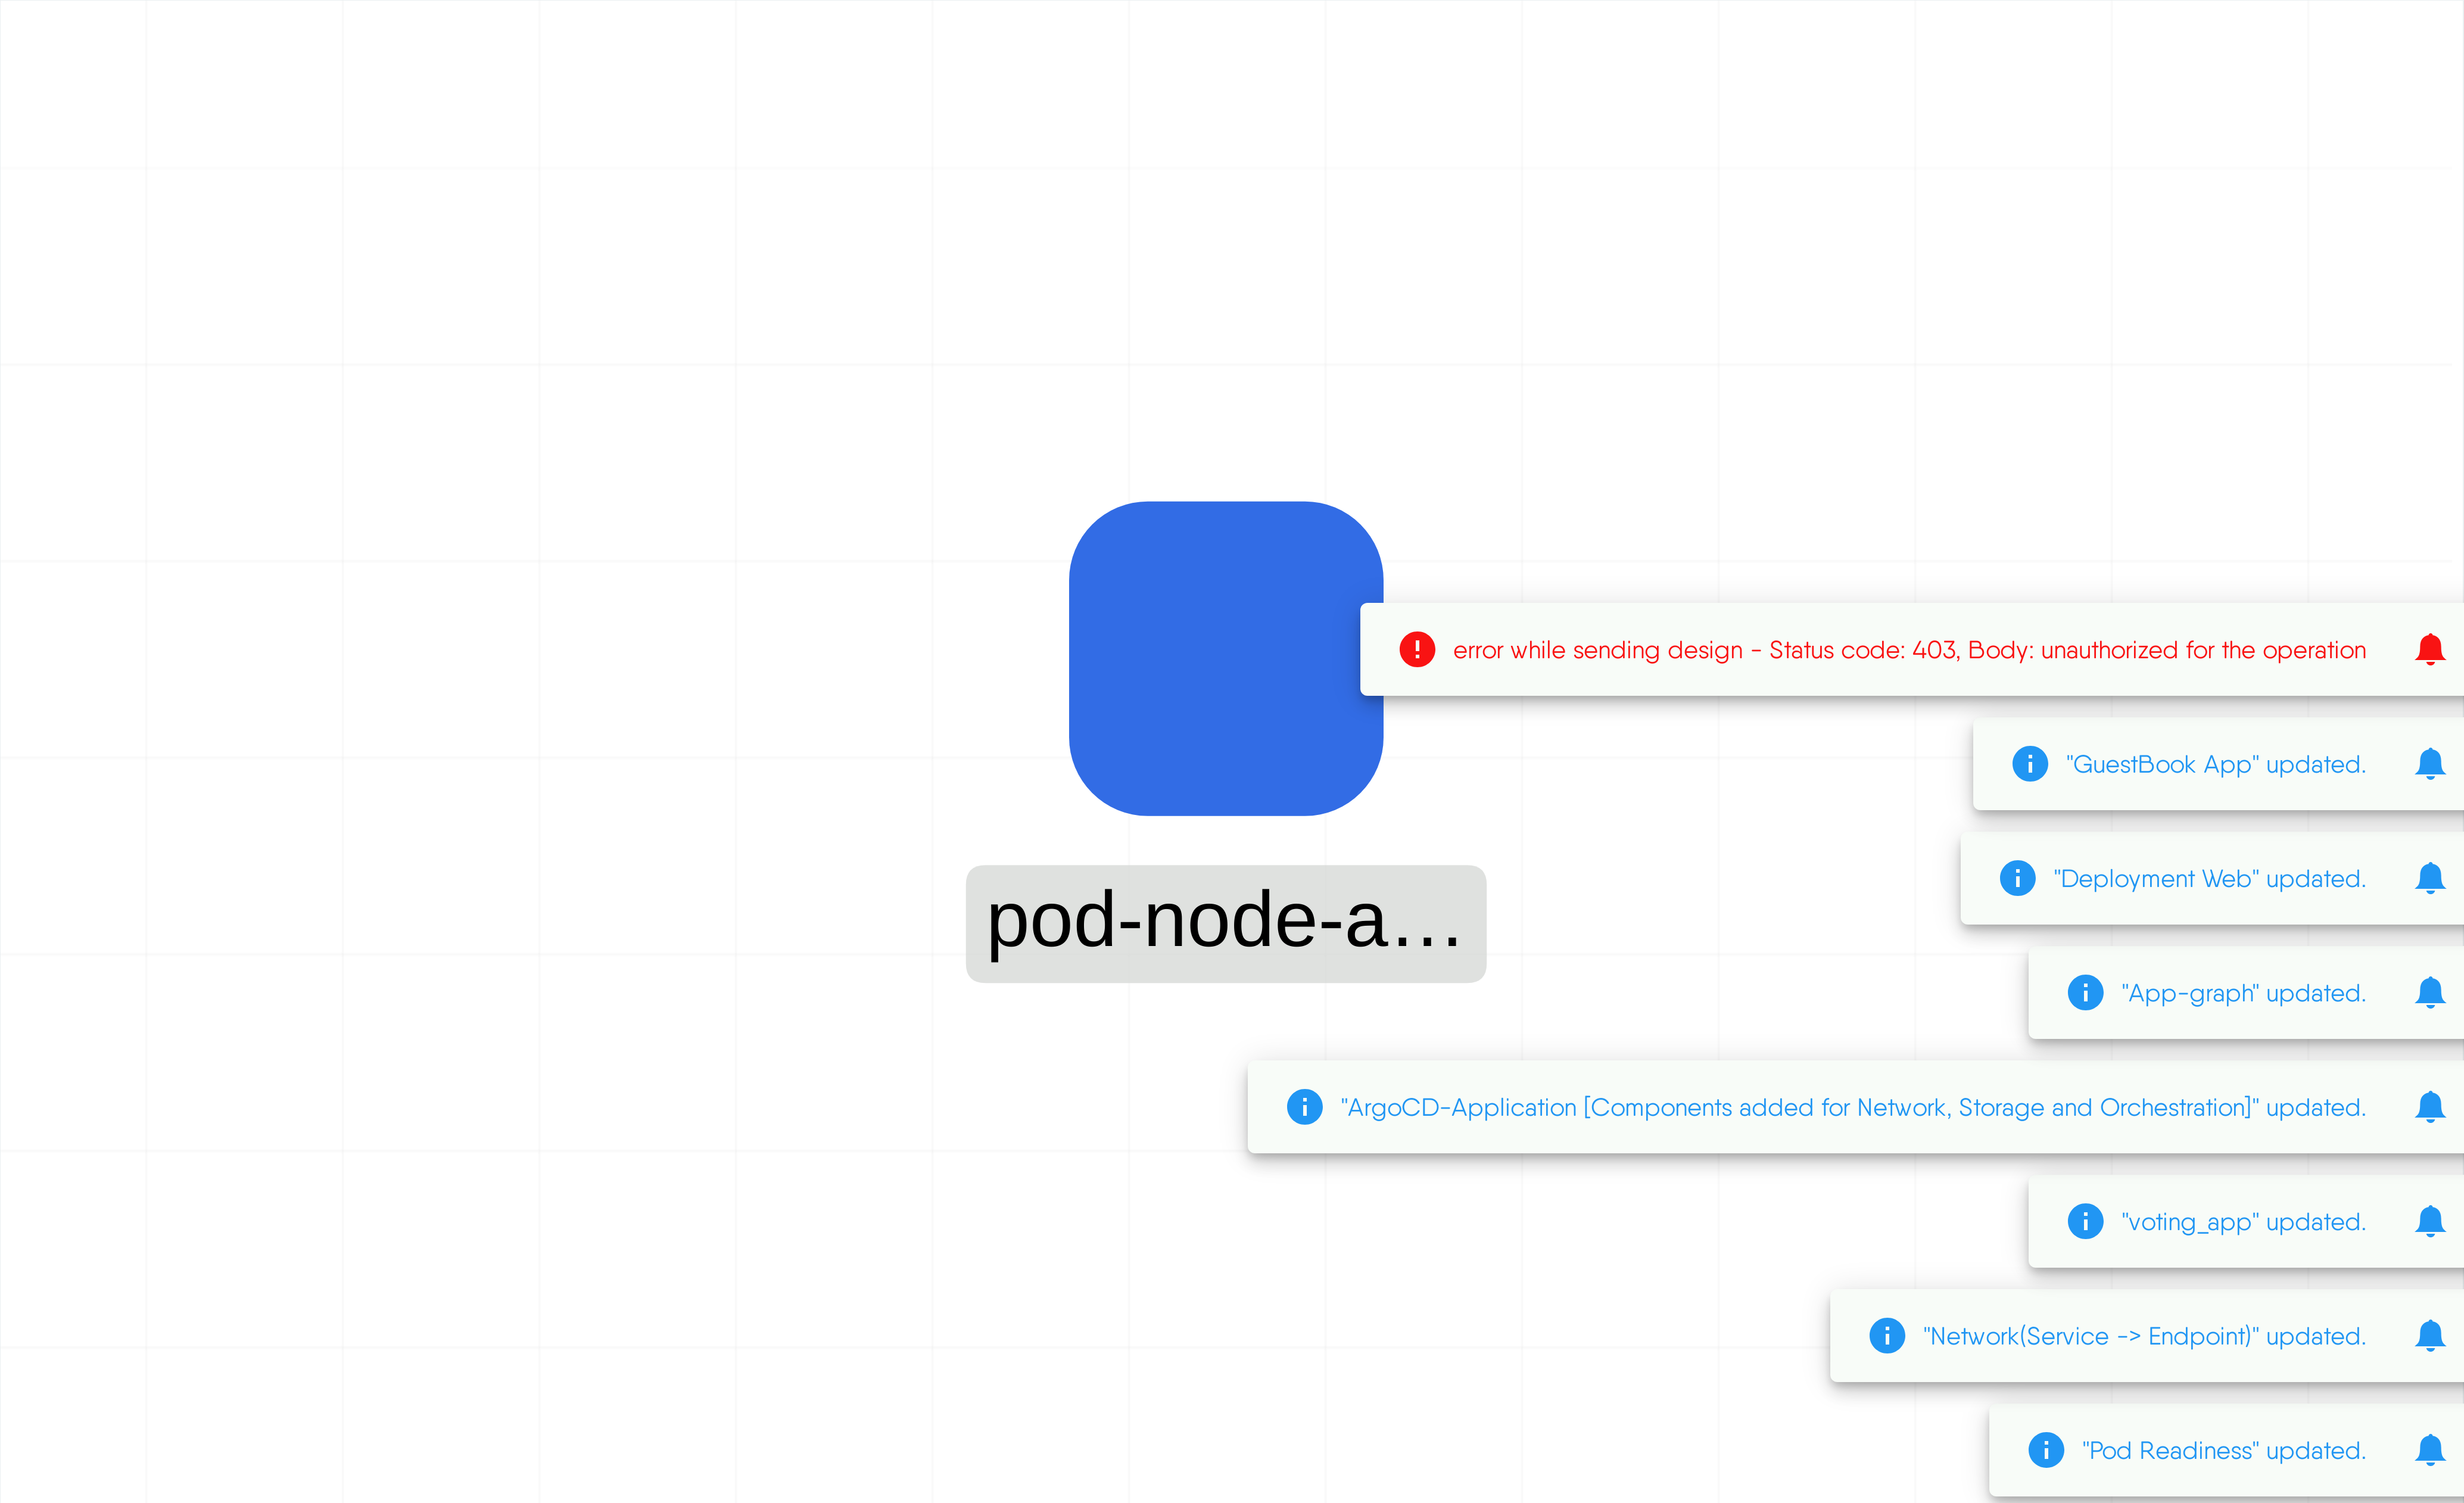 error while sending design - Status code: 403, Body: unauthorized for the operation
"GuestBook App" updated.
"Deployment Web" updated.
pod-node-a...
"App-graph" updated.
"ArgoCD-Application [Components added for Network, Storage and Orchestration]" updated.
"voting_app" updated.
"Network(Service -> Endpoint)" updated.
"Pod Readiness" updated.